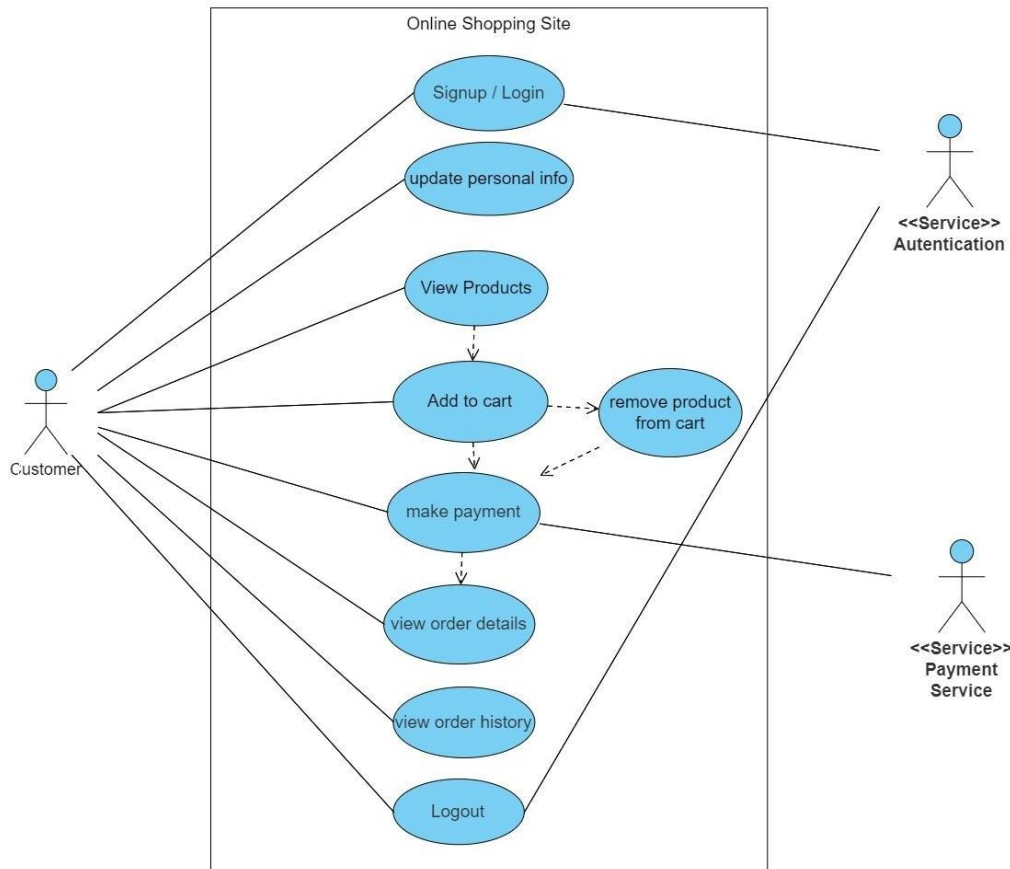 Online Shopping Site
Signup / Login
update personal info
<<Service>>
Autentication
View Products
Add to cart
remove product
from cart
Customer
make payment
view order details
<<Service>>
Payment
Service
view order history
Logout